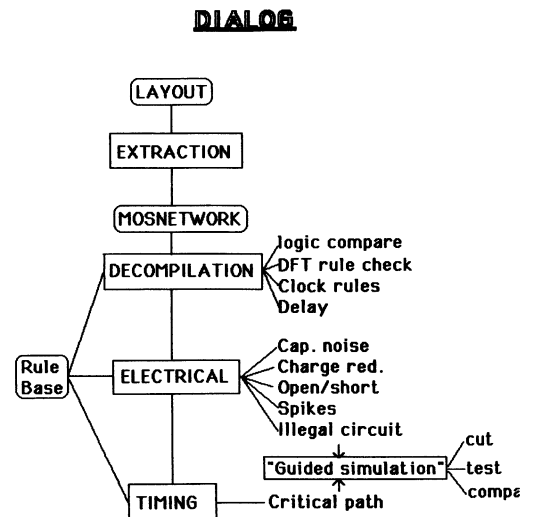 DIALOG
LAYOUT
EXTRACTION
MOSNETWORK
logic compare
DECOMPILATION
DFT rule check
Clock rules
Delay
Cap. noise
Rule
Base
ELECTRICAL
Charge red.
Open/short
Spikes
Illegal circuit
cut
"Guided simulation"
test
compa
TIMING
Critical path